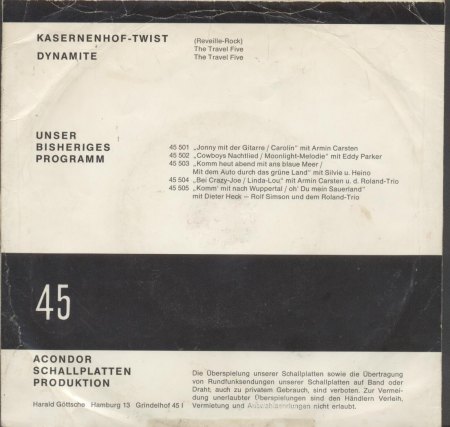 KASERNENHOF-TWIST (Reveille-Rock)
The Travel Five
DYNAMITE The Travel Five
UNSER
BISHERIGES
PROGRAMM
45 501 „Jonny mit der Gitarre / Carolin“ mit Armin Carsten
45 502 „Cowboys Nachtlied / Moonlight-Melodie“ mit Eddy Parker
45 503 „Komm heut abend mit ans blaue Meer /
Mit dem Auto durch das grüne Land“ mit Silvie u. Heino
45 504 „Bei Crazy-Joe / Linda-Lou“ mit Armin Carsten u. d. Roland-Trio
45 505 „Komm' mit nach Wuppertal / oh' Du mein Sauerland“
mit Dieter Heck – Rolf Simson und dem Roland-Trio
45
ACONDOR
SCHALLPLATTEN
PRODUKTION
Harald Göttsche Hamburg 13 Grindelhof 45 I
Die Überspielung unserer Schallplatten sowie die Übertragung
von Rundfunksendungen unserer Schallplatten auf Band oder
Draht, auch zu privatem Gebrauch, sind verboten. Zur Vermei-
dung unerlaubter Überspielungen sind den Händlern Verleih,
Vermietung und Auswahlsendungen nicht erlaubt.